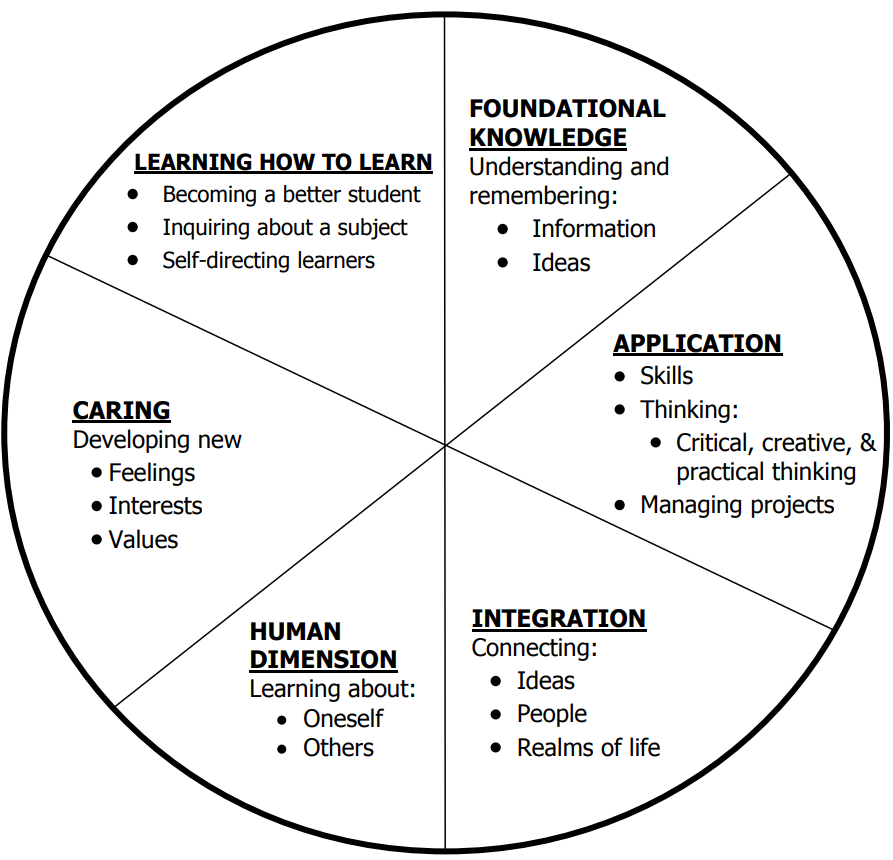 FOUNDATIONAL
KNOWLEDGE
Understanding and
remembering:
• Information
• Ideas
APPLICATION
• Skills
• Thinking:
• Critical, creative, &
practical thinking
• Managing projects
INTEGRATION
Connecting:
• Ideas
• People
• Realms of life
HUMAN
DIMENSION
Learning about:
• Oneself
• Others
CARING
Developing new
• Feelings
• Interests
• Values
LEARNING HOW TO LEARN
• Becoming a better student
• Inquiring about a subject
• Self-directing learners